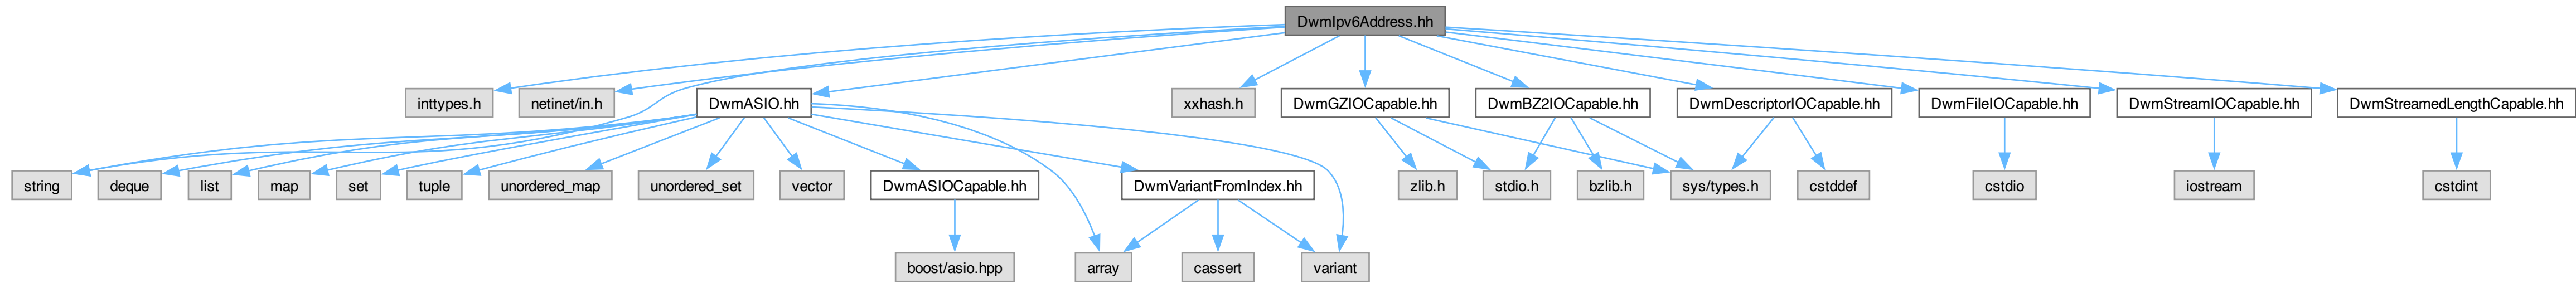 DwmIpv6Address.hh
inttypes.h
netinet/in.h
DwmASIO.hh
xxhash.h
DwmGZIOCapable.hh
DwmBZ2IOCapable.hh
DwmDescriptorIOCapable.hh
DwmFileIOCapable.hh
DwmStreamIOCapable.hh
DwmStreamedLengthCapable.hh
string
deque
list
map
set
tuple
unordered_map
unordered_set
vector
DwmASIOCapable.hh
DwmVariantFromIndex.hh
zlib.h
stdio.h
bzlib.h
sys/types.h
cstddef
cstdio
iostream
cstdint
boost/asio.hpp
array
cassert
variant